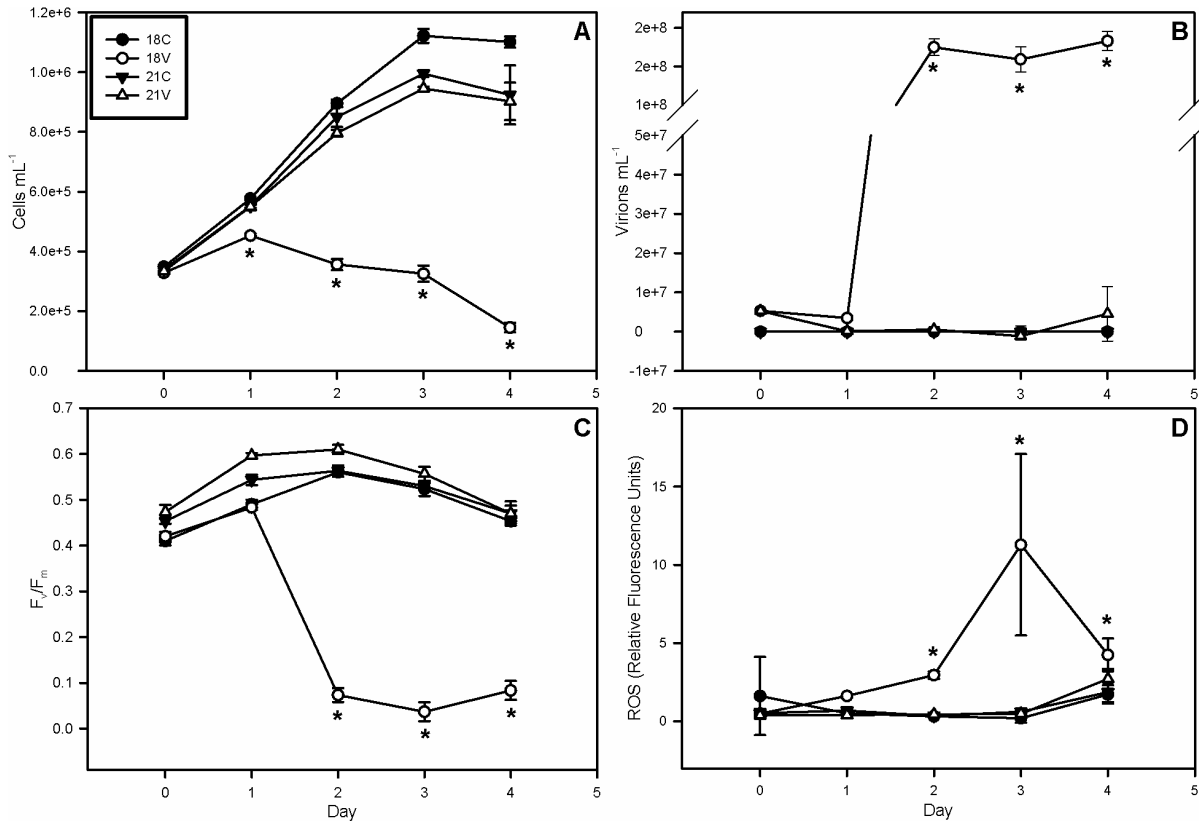 A
1.2e+6
1.0e+6
8.0e+5
6.0e+5
4.0e+5
2.0e+5
0.0
Cells mL-1
18C
18V
21C
21V
*
*
*
*
0 1 2 3 4 5
B
2e+8
2e+8
1e+8
5e+7
4e+7
3e+7
2e+7
1e+7
0
-1e+7
Virions mL-1
*
*
*
0 1 2 3 4 5
C
0.7
0.6
0.5
0.4
0.3
0.2
0.1
0.0
Fv/Fm
*
*
*
0 1 2 3 4 5
Day
D
20
15
10
5
0
ROS (Relative Fluorescence Units)
*
*
*
0 1 2 3 4 5
Day